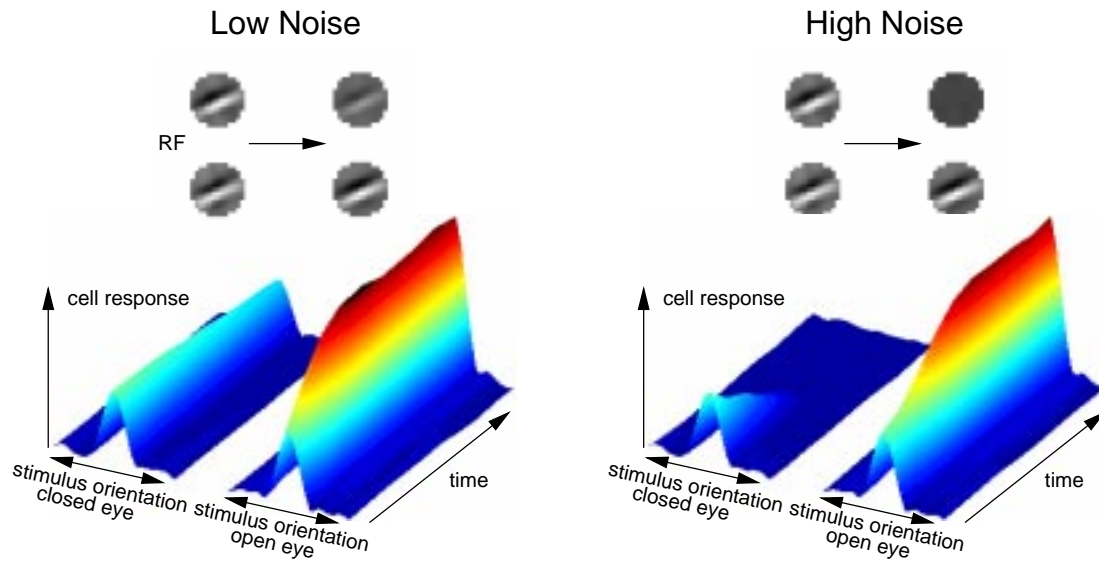 Low Noise
RF
cell response
stimulus orientation
closed eye
stimulus orientation
open eye
time
High Noise
cell response
stimulus orientation
closed eye
stimulus orientation
open eye
time